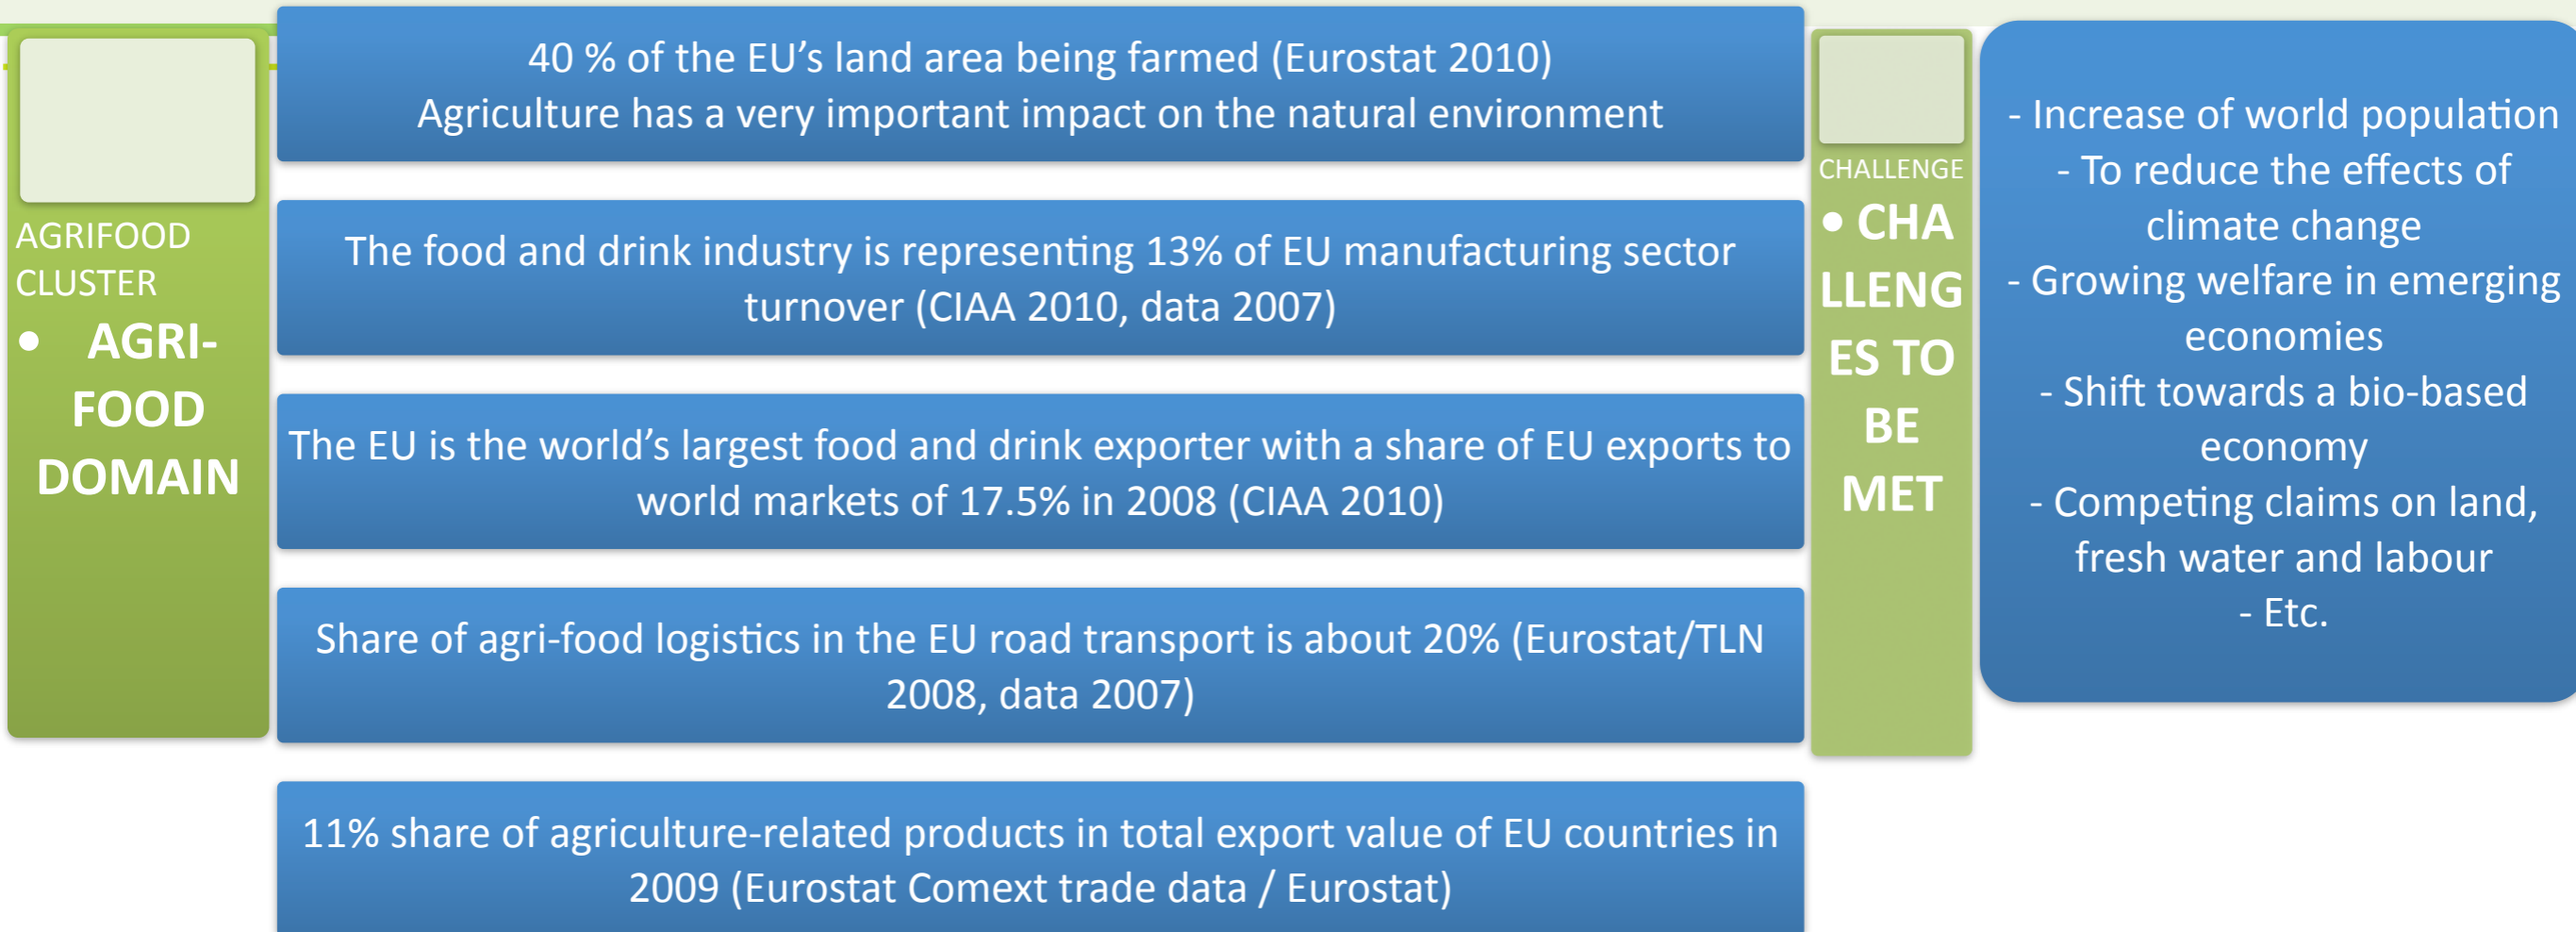 AGRIFOOD
CLUSTER
• AGRI-
FOOD
DOMAIN
40 % of the EU’s land area being farmed (Eurostat 2010)
Agriculture has a very important impact on the natural environment
The food and drink industry is representing 13% of EU manufacturing sector
turnover (CIAA 2010, data 2007)
The EU is the world’s largest food and drink exporter with a share of EU exports to
world markets of 17.5% in 2008 (CIAA 2010)
Share of agri-food logistics in the EU road transport is about 20% (Eurostat/TLN
2008, data 2007)
11% share of agriculture-related products in total export value of EU countries in
2009 (Eurostat Comext trade data / Eurostat)
CHALLENGE
• CHA
LLENG
ES TO
BE
MET
- Increase of world population
- To reduce the effects of
climate change
- Growing welfare in emerging
economies
- Shift towards a bio-based
economy
- Competing claims on land,
fresh water and labour
- Etc.